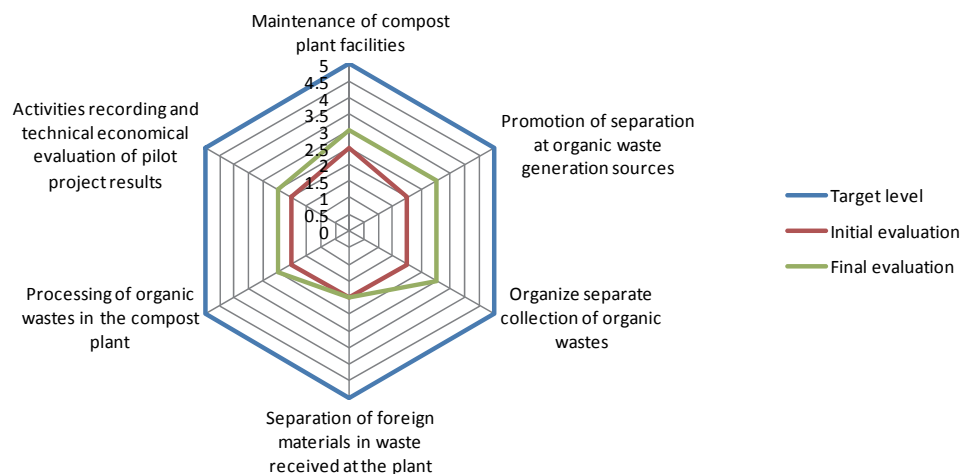 Maintenance of compost
plant facilities
5
4.5
4
3.5
3
2.5
2
1.5
1
0.5
0
Activities recording and
technical economical
evaluation of pilot
project results
Promotion of separation
at organic waste
generation sources
Target level
Initial evaluation
Final evaluation
Processing of organic
wastes in the compost
plant
Organize separate
collection of organic
wastes
Separation of foreign
materials in waste
received at the plant